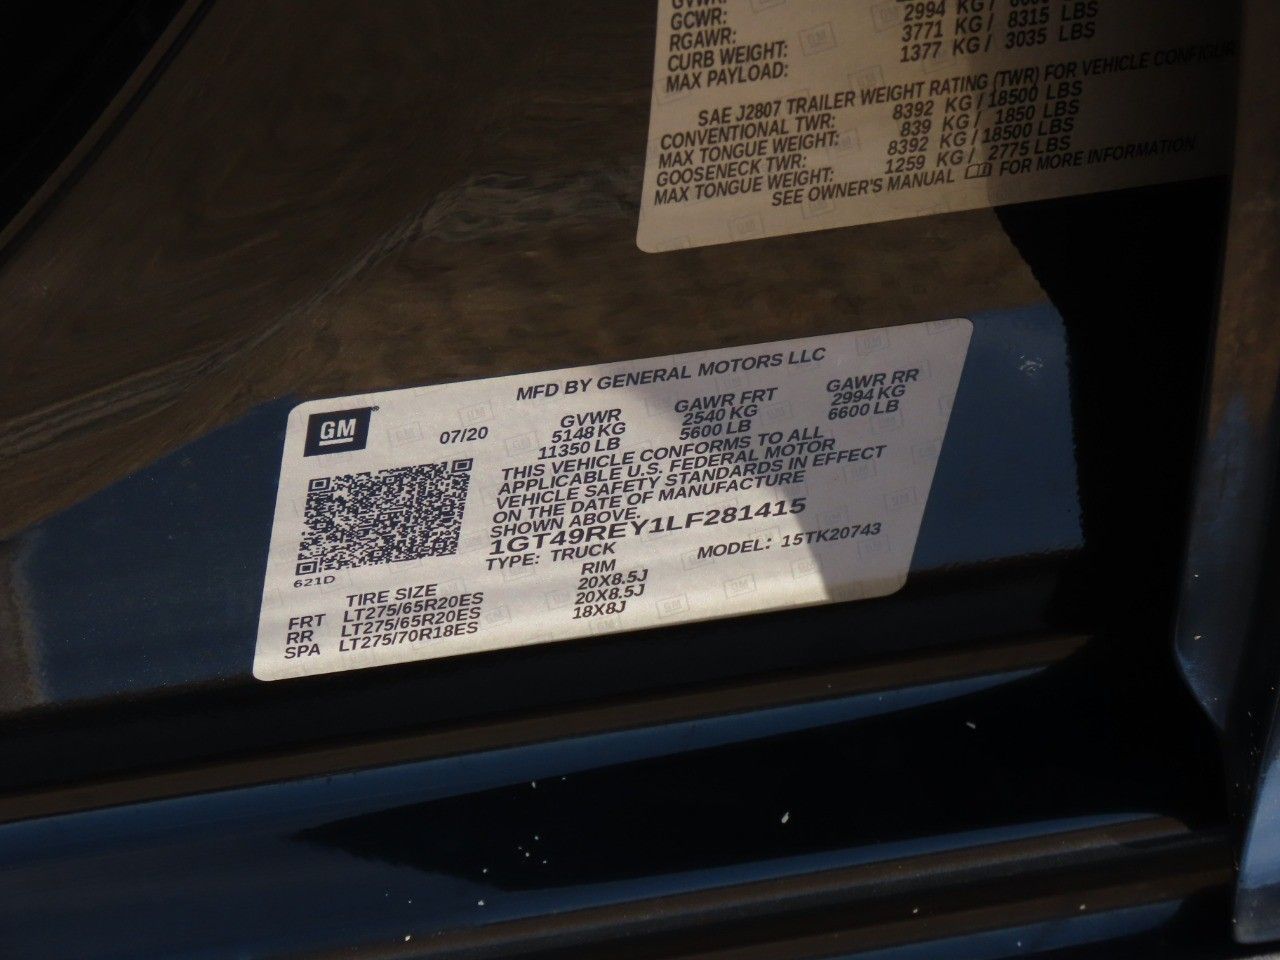 GVWR:
GCWR:
RGAWR: 2994 KG/
CURB WEIGHT: 3771 KG/ 8315 LBS
MAX PAYLOAD: 1377 KG/ 3035 LBS
SAE J2807 TRAILER WEIGHT RATING (TWR) FOR VEHICLE
CONVENTIONAL TWR: 8392 KG/18500 LBS
MAX TONGUE WEIGHT: 839 KG/ 1850 LBS
GOOSENECK TWR: 8392 KG/18500 LBS
MAX TONGUE WEIGHT: 1259 KG/ 2775 LBS
SEE OWNER'S MANUAL FOR MORE INFORMATION
MFD BY GENERAL MOTORS LLC
GM
07/20
GVWR GAWR FRT GAWR RR
5148 KG 2540 KG 2994 KG
11350 LB 5600 LB 6600 LB
THIS VEHICLE CONFORMS TO ALL
APPLICABLE U.S. FEDERAL MOTOR
VEHICLE SAFETY STANDARDS IN EFFECT
ON THE DATE OF MANUFACTURE
SHOWN ABOVE.
1GT49REY1LF281415
TYPE: TRUCK MODEL: 15TK20743
621D
TIRE SIZE RIM
FRT LT275/65R20ES 20X8.5J
RR LT275/65R20ES 20X8.5J
SPA LT275/70R18ES 18X8J